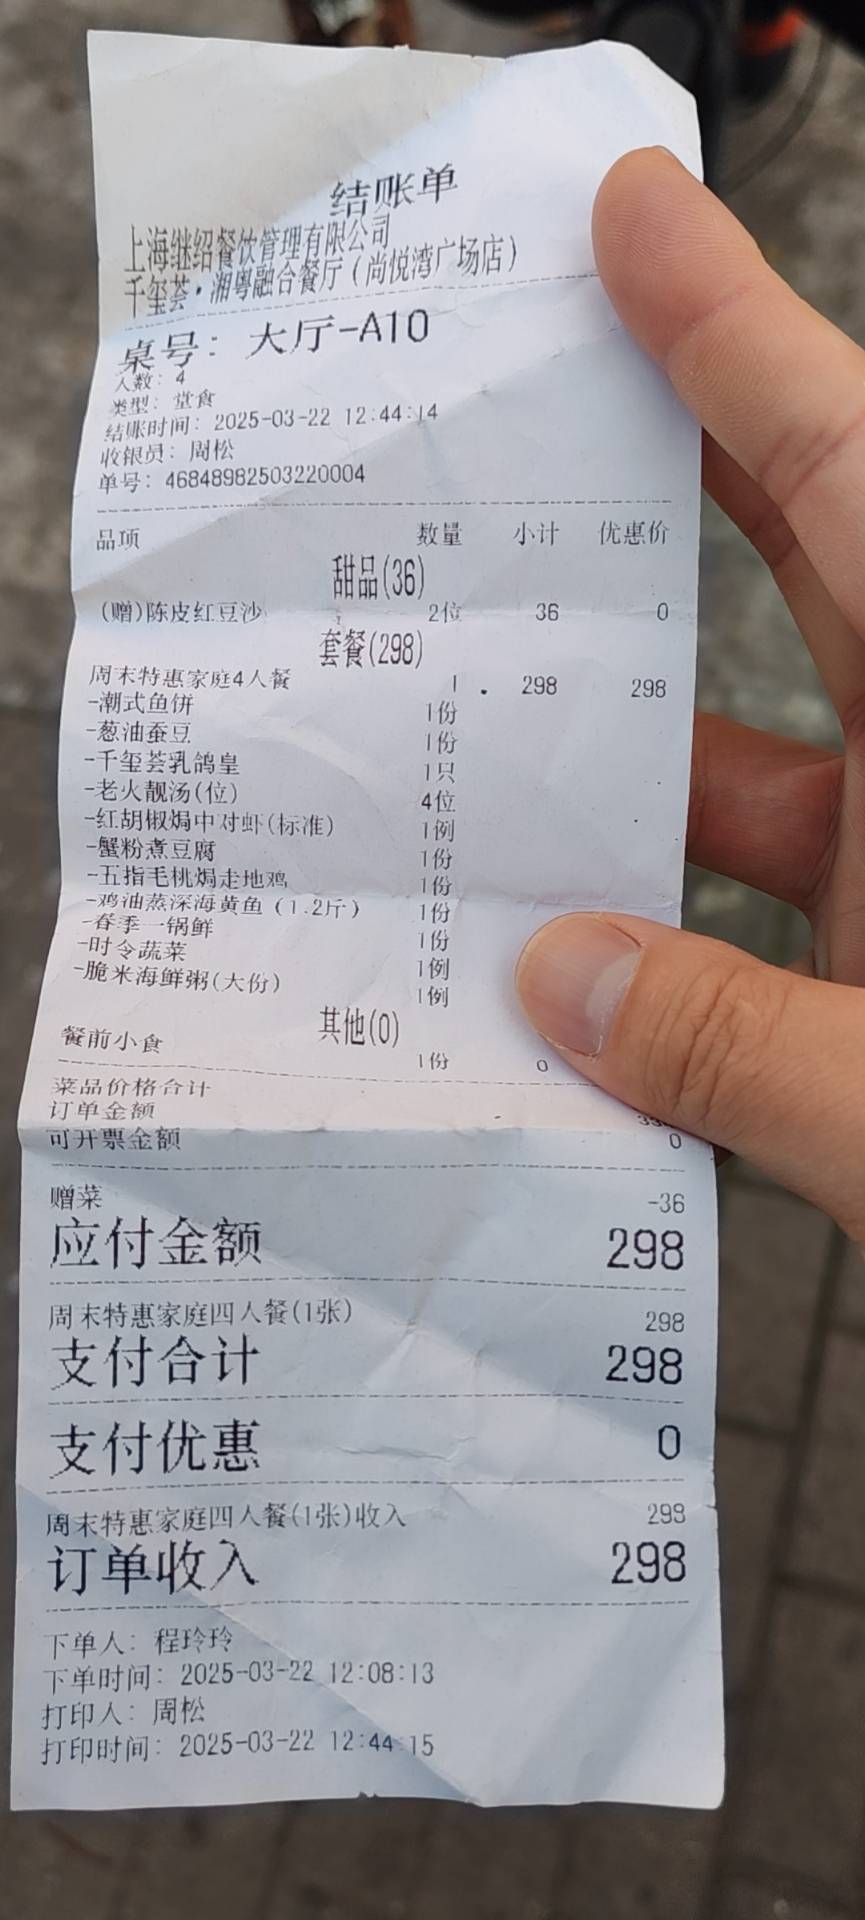 结账单
上海继绍餐饮管理有限公司
千玺荟·湘粤融合餐厅（尚悦湾广场店）
桌号: 大厅-A10
人数: 4
类型: 堂食
结账时间: 2025-03-22 12:44:14
收银员: 周松
单号: 46848982503220004
品项 数量 小计 优惠价
甜品(36)
(赠)陈皮红豆沙 2位 36 0
套餐(298)
周末特惠家庭4人餐 1 298 298
-潮式鱼饼 1份
-葱油蚕豆 1份
-千玺荟乳鸽皇 1只
-老火靓汤(位) 4位
-红胡椒焗中对虾(标准) 1例
-蟹粉煮豆腐 1份
-五指毛桃焗走地鸡 1份
-鸡油蒸深海黄鱼（1.2斤） 1份
-春季一锅鲜 1份
-时令蔬菜 1例
-脆米海鲜粥(大份) 1例
其他(0)
餐前小食 1份 0
菜品价格合计
订单金额
可开票金额 0
赠菜 -36
应付金额 298
周末特惠家庭四人餐(1张) 298
支付合计 298
支付优惠 0
周末特惠家庭四人餐(1张)收入 298
订单收入 298
下单人: 程玲玲
下单时间: 2025-03-22 12:08:13
打印人: 周松
打印时间: 2025-03-22 12:44:15